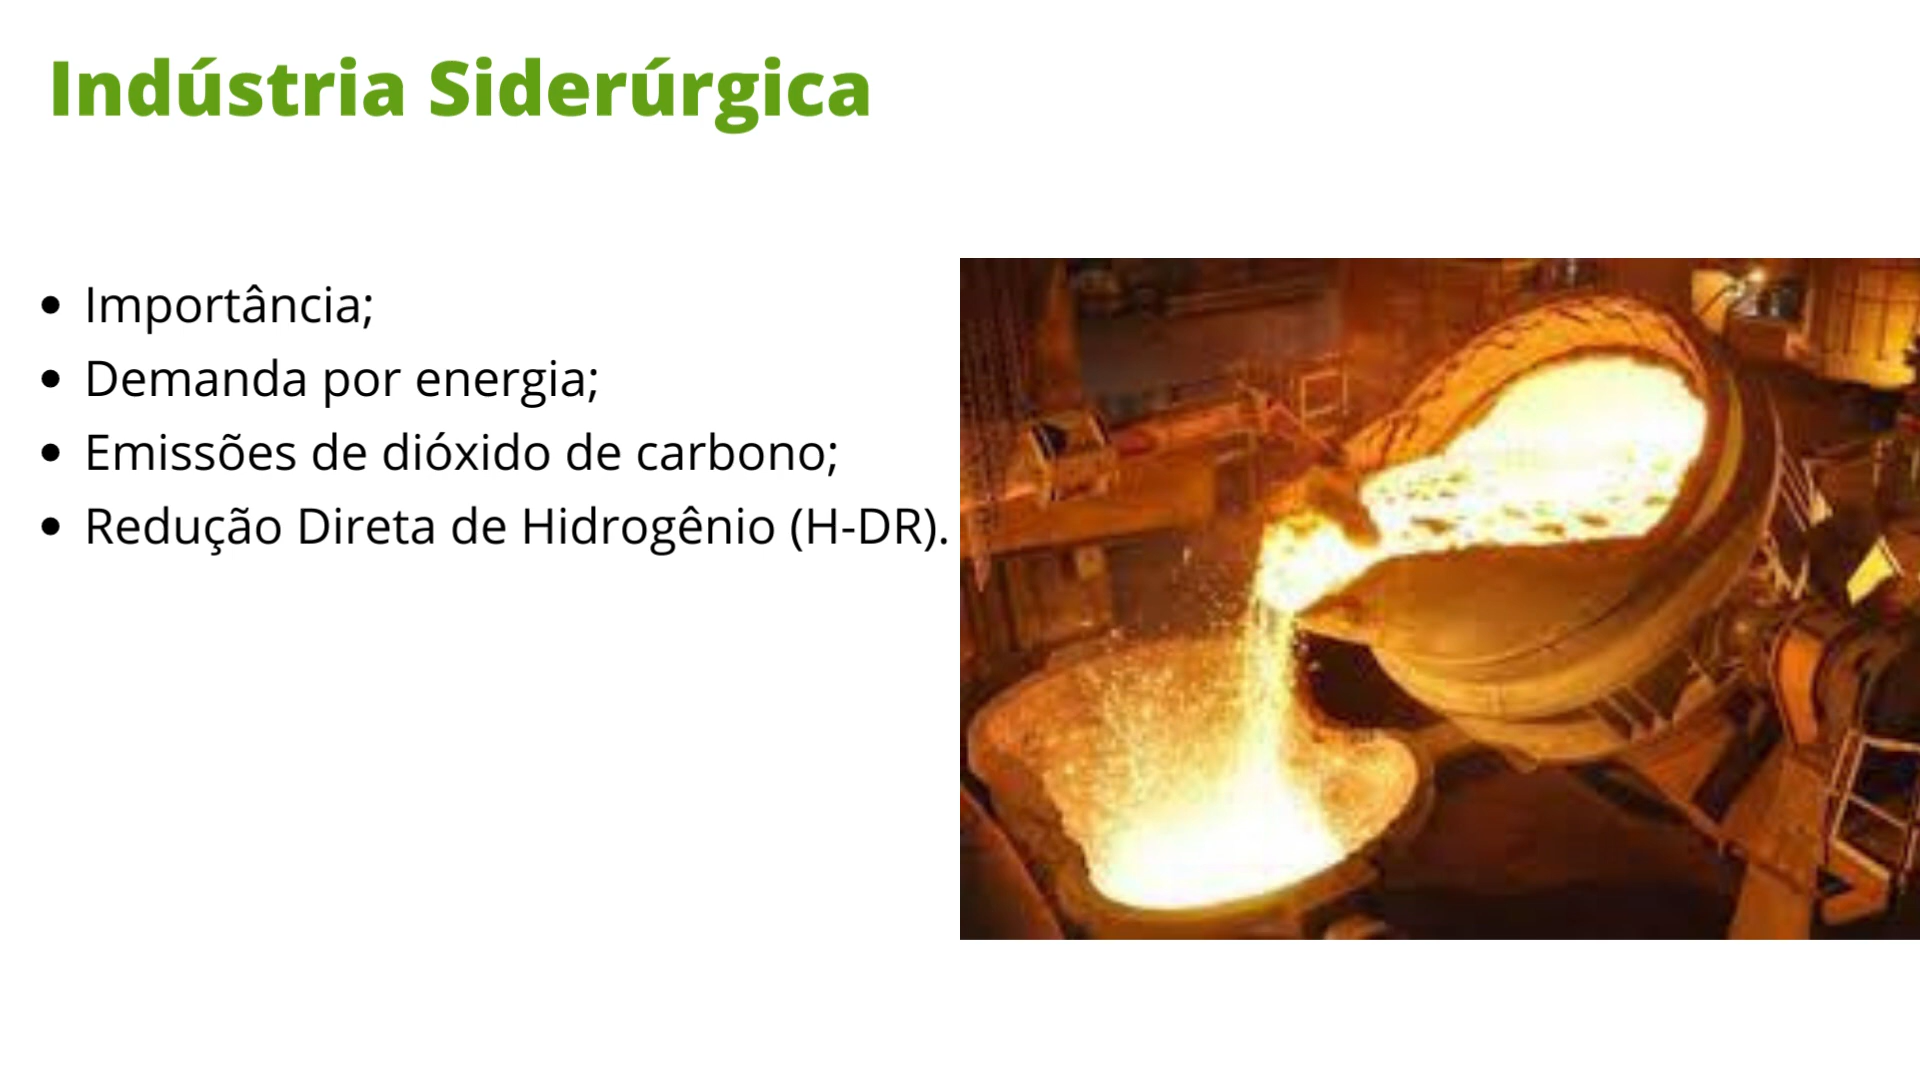 Indústria Siderúrgica
• Importância;
• Demanda por energia;
• Emissões de dióxido de carbono;
• Redução Direta de Hidrogênio (H-DR).